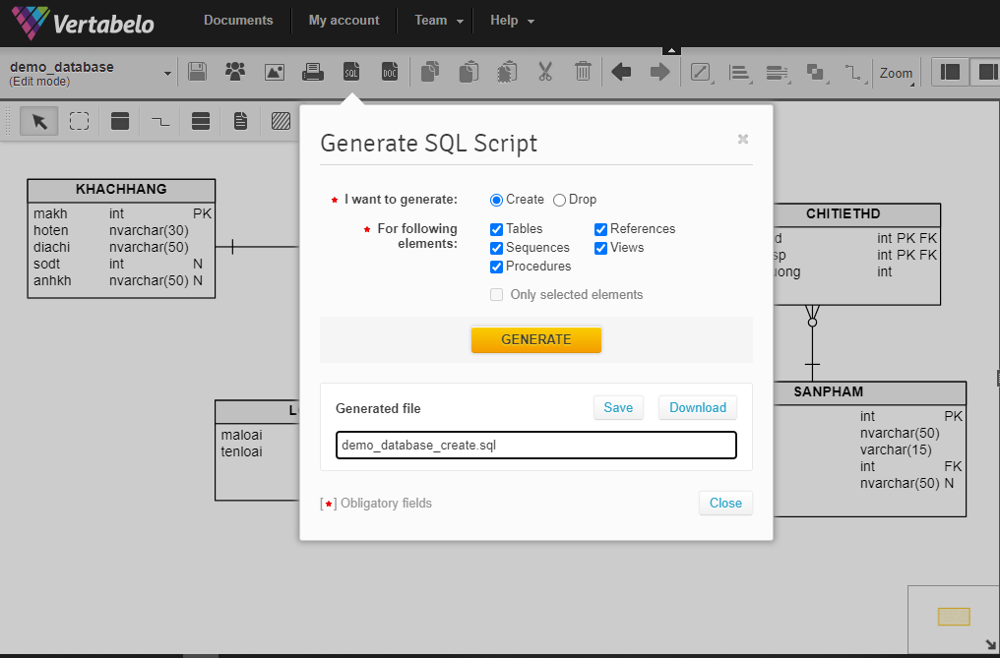 Vertabelo
Documents
My account
Team
Help
demo_database
(Edit mode)
SQL
DOC
Zoom
Generate SQL Script
I want to generate:
Create
Drop
For following
elements:
Tables
References
Sequences
Views
Procedures
Only selected elements
GENERATE
Generated file
Save
Download
demo_database_create.sql
[★] Obligatory fields
Close
KHACHHANG
makh int PK
hoten nvarchar(30)
diachi nvarchar(50)
sodt int N
anhkh nvarchar(50) N
CHITIETHD
d int PK FK
sp int PK FK
uong int
L
maloai
tenloai
SANPHAM
int PK
nvarchar(50)
varchar(15)
int FK
nvarchar(50) N